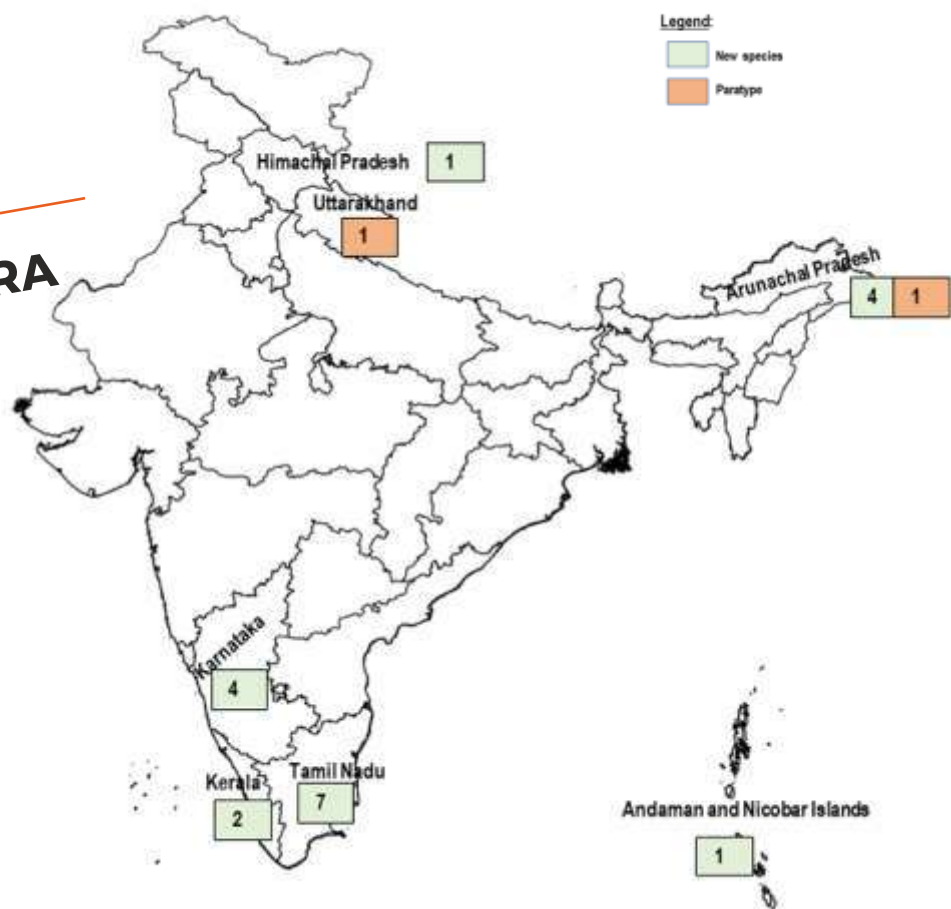 Legend:
New species
Paratype
Himachal Pradesh 1
Uttarakhand
1
RA
Arunachal Pradesh
4 1
Karnataka
4
Kerala
2
Tamil Nadu
7
Andaman and Nicobar Islands
1